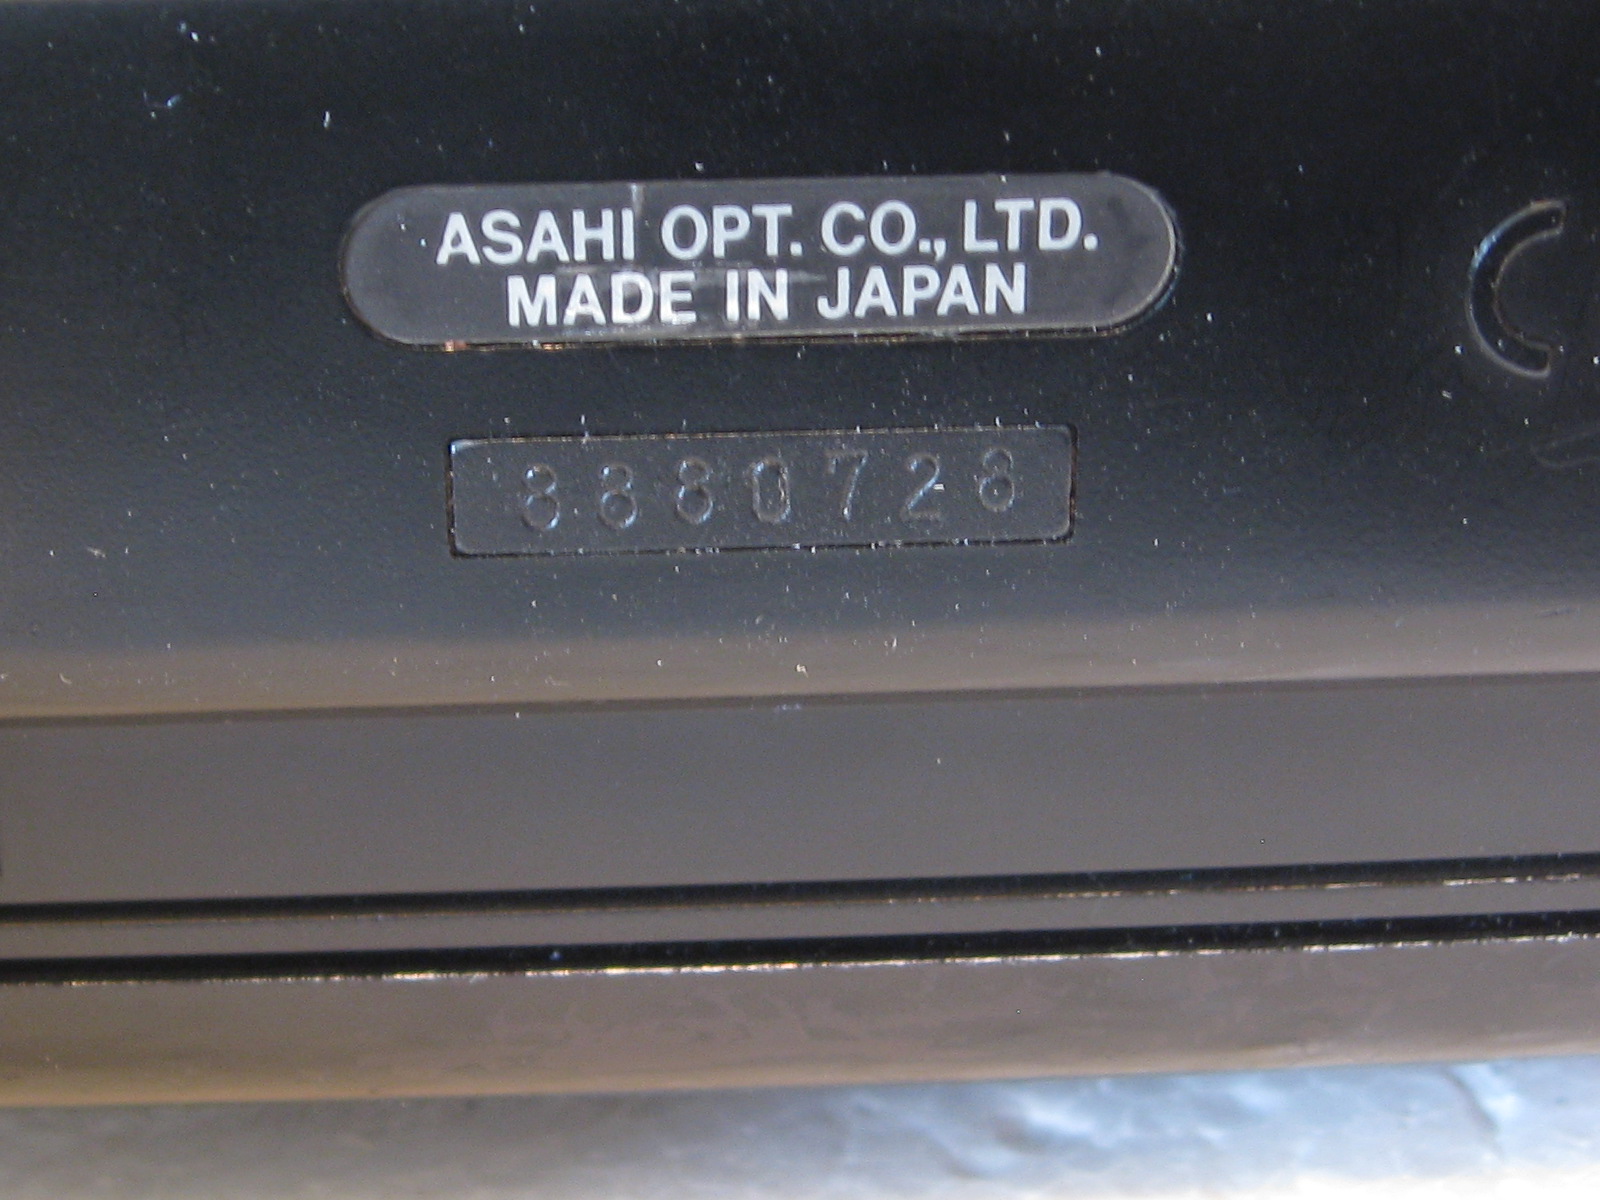 ASAHI OPT. CO., LTD.
MADE IN JAPAN
8880728